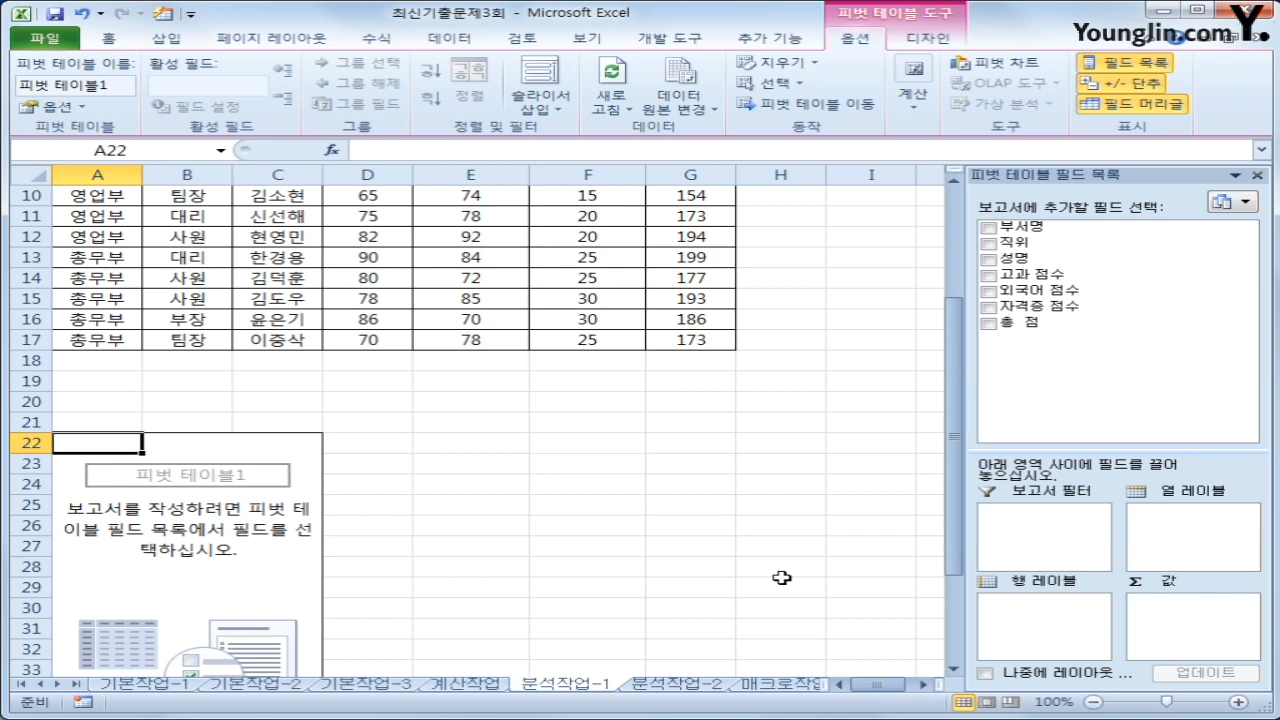 최신기출문제3회 - Microsoft Excel
피벗 테이블 도구
Y.
Younglin.com
파일 홈 삽입 페이지 레이아웃 수식 데이터 검토 보기 개발 도구 추가 기능 옵션 디자인
피벗 테이블 이름: 활성 필드: 그룹 선택 피벗 차트 필드 목록
피벗 테이블1 그룹 해제 지우기 OLAP 도구 +/- 단추
옵션 필드 설정 그룹 필드 정렬 슬라이서 삽입 새로 고침 데이터 원본 변경 선택 피벗 테이블 이동 계산 가상 분석 필드 머리글
피벗 테이블 활성 필드 그룹 정렬 및 필터 데이터 동작 도구 표시
A22 fx
A B C D E F G H I
10 영업부 팀장 김소현 65 74 15 154
11 영업부 대리 신선해 75 78 20 173
12 영업부 사원 현영민 82 92 20 194
13 총무부 대리 한경용 90 84 25 199
14 총무부 사원 김덕훈 80 72 25 177
15 총무부 사원 김도우 78 85 30 193
16 총무부 부장 윤은기 86 70 30 186
17 총무부 팀장 이중삭 70 78 25 173
18
19
20
21
22
23
24
25
26
27
28
29
30
31
32
33
피벗 테이블1
보고서를 작성하려면 피벗 테
이블 필드 목록에서 필드를 선
택하십시오.
피벗 테이블 필드 목록
보고서에 추가할 필드 선택:
부서명
직위
성명
고과 점수
외국어 점수
자격증 점수
총 점
아래 영역 사이에 필드를 끌어
놓으십시오.
보고서 필터 열 레이블
행 레이블 Σ 값
나중에 레이아웃 ... 업데이트
기본작업-1 기본작업-2 기본작업-3 계산작업 분석작업-1 분석작업-2 매크로작업
준비 100%